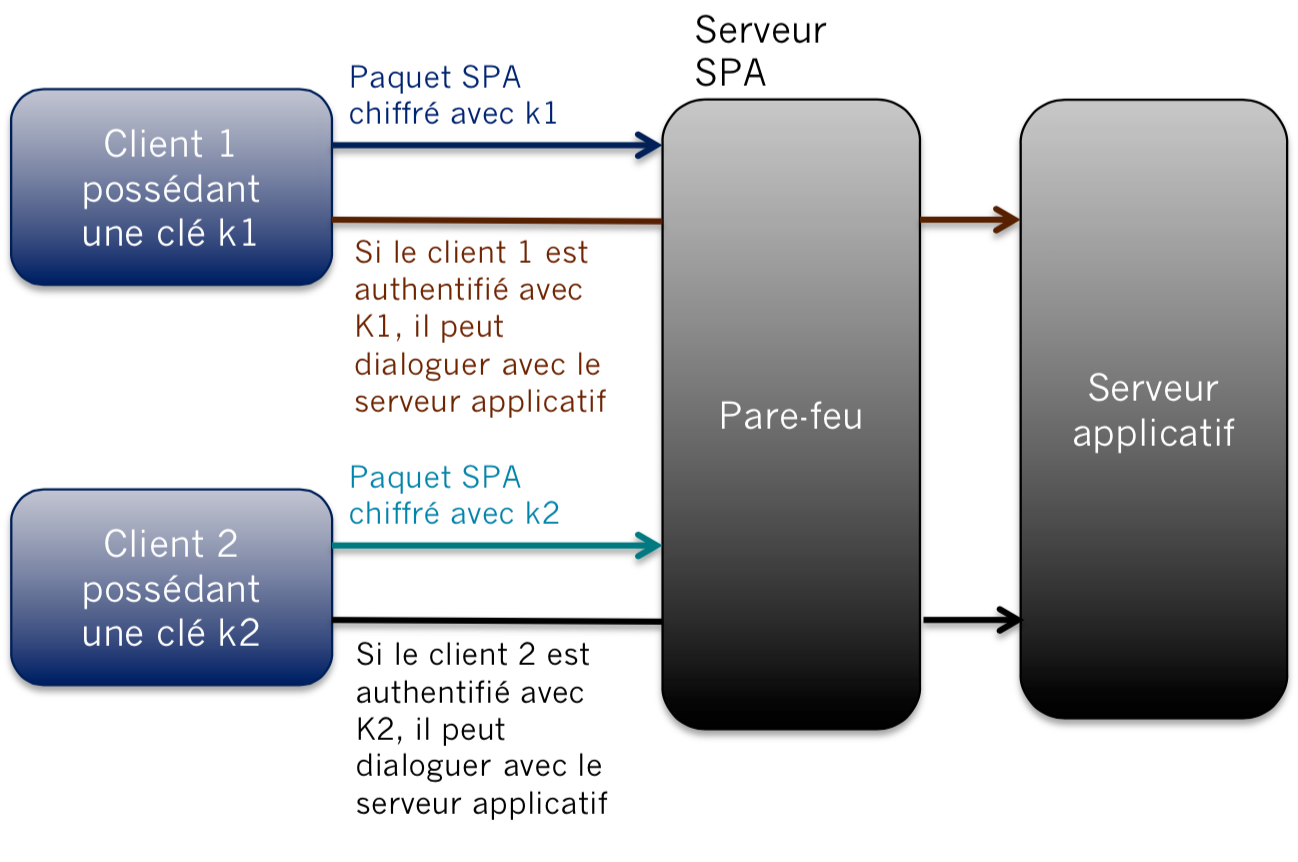 Serveur
SPA
Paquet SPA
chiffré avec k1
Client 1
possédant
une clé k1
Si le client 1 est
authentifié avec
K1, il peut
dialoguer avec le
serveur applicatif
Pare-feu
Serveur
applicatif
Paquet SPA
chiffré avec k2
Client 2
possédant
une clé k2
Si le client 2 est
authentifié avec
K2, il peut
dialoguer avec le
serveur applicatif